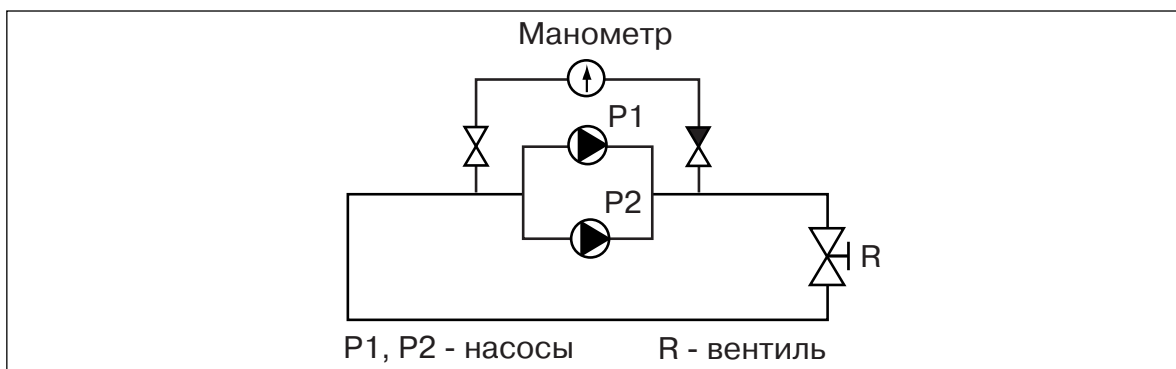 Манометр
P1
P2
R
P1, P2 - насосы
R - вентиль